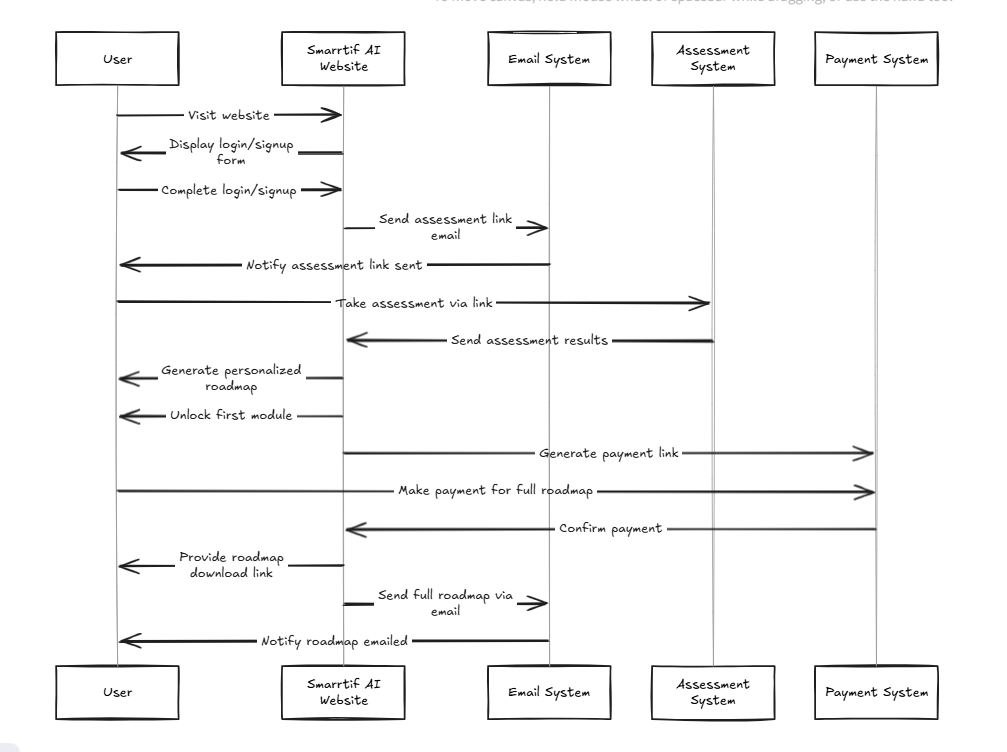 To move canvas, hold mouse wheel or spacebar while dragging, or use the hand tool
User
Smarrtif AI
Website
Email System
Assessment
System
Payment System
Visit website
Display login/signup
form
Complete login/signup
Send assessment link
email
Notify assessment link sent
Take assessment via link
Send assessment results
Generate personalized
roadmap
Unlock first module
Generate payment link
Make payment for full roadmap
Confirm payment
Provide roadmap
download link
Send full roadmap via
email
Notify roadmap emailed
User
Smarrtif AI
Website
Email System
Assessment
System
Payment System